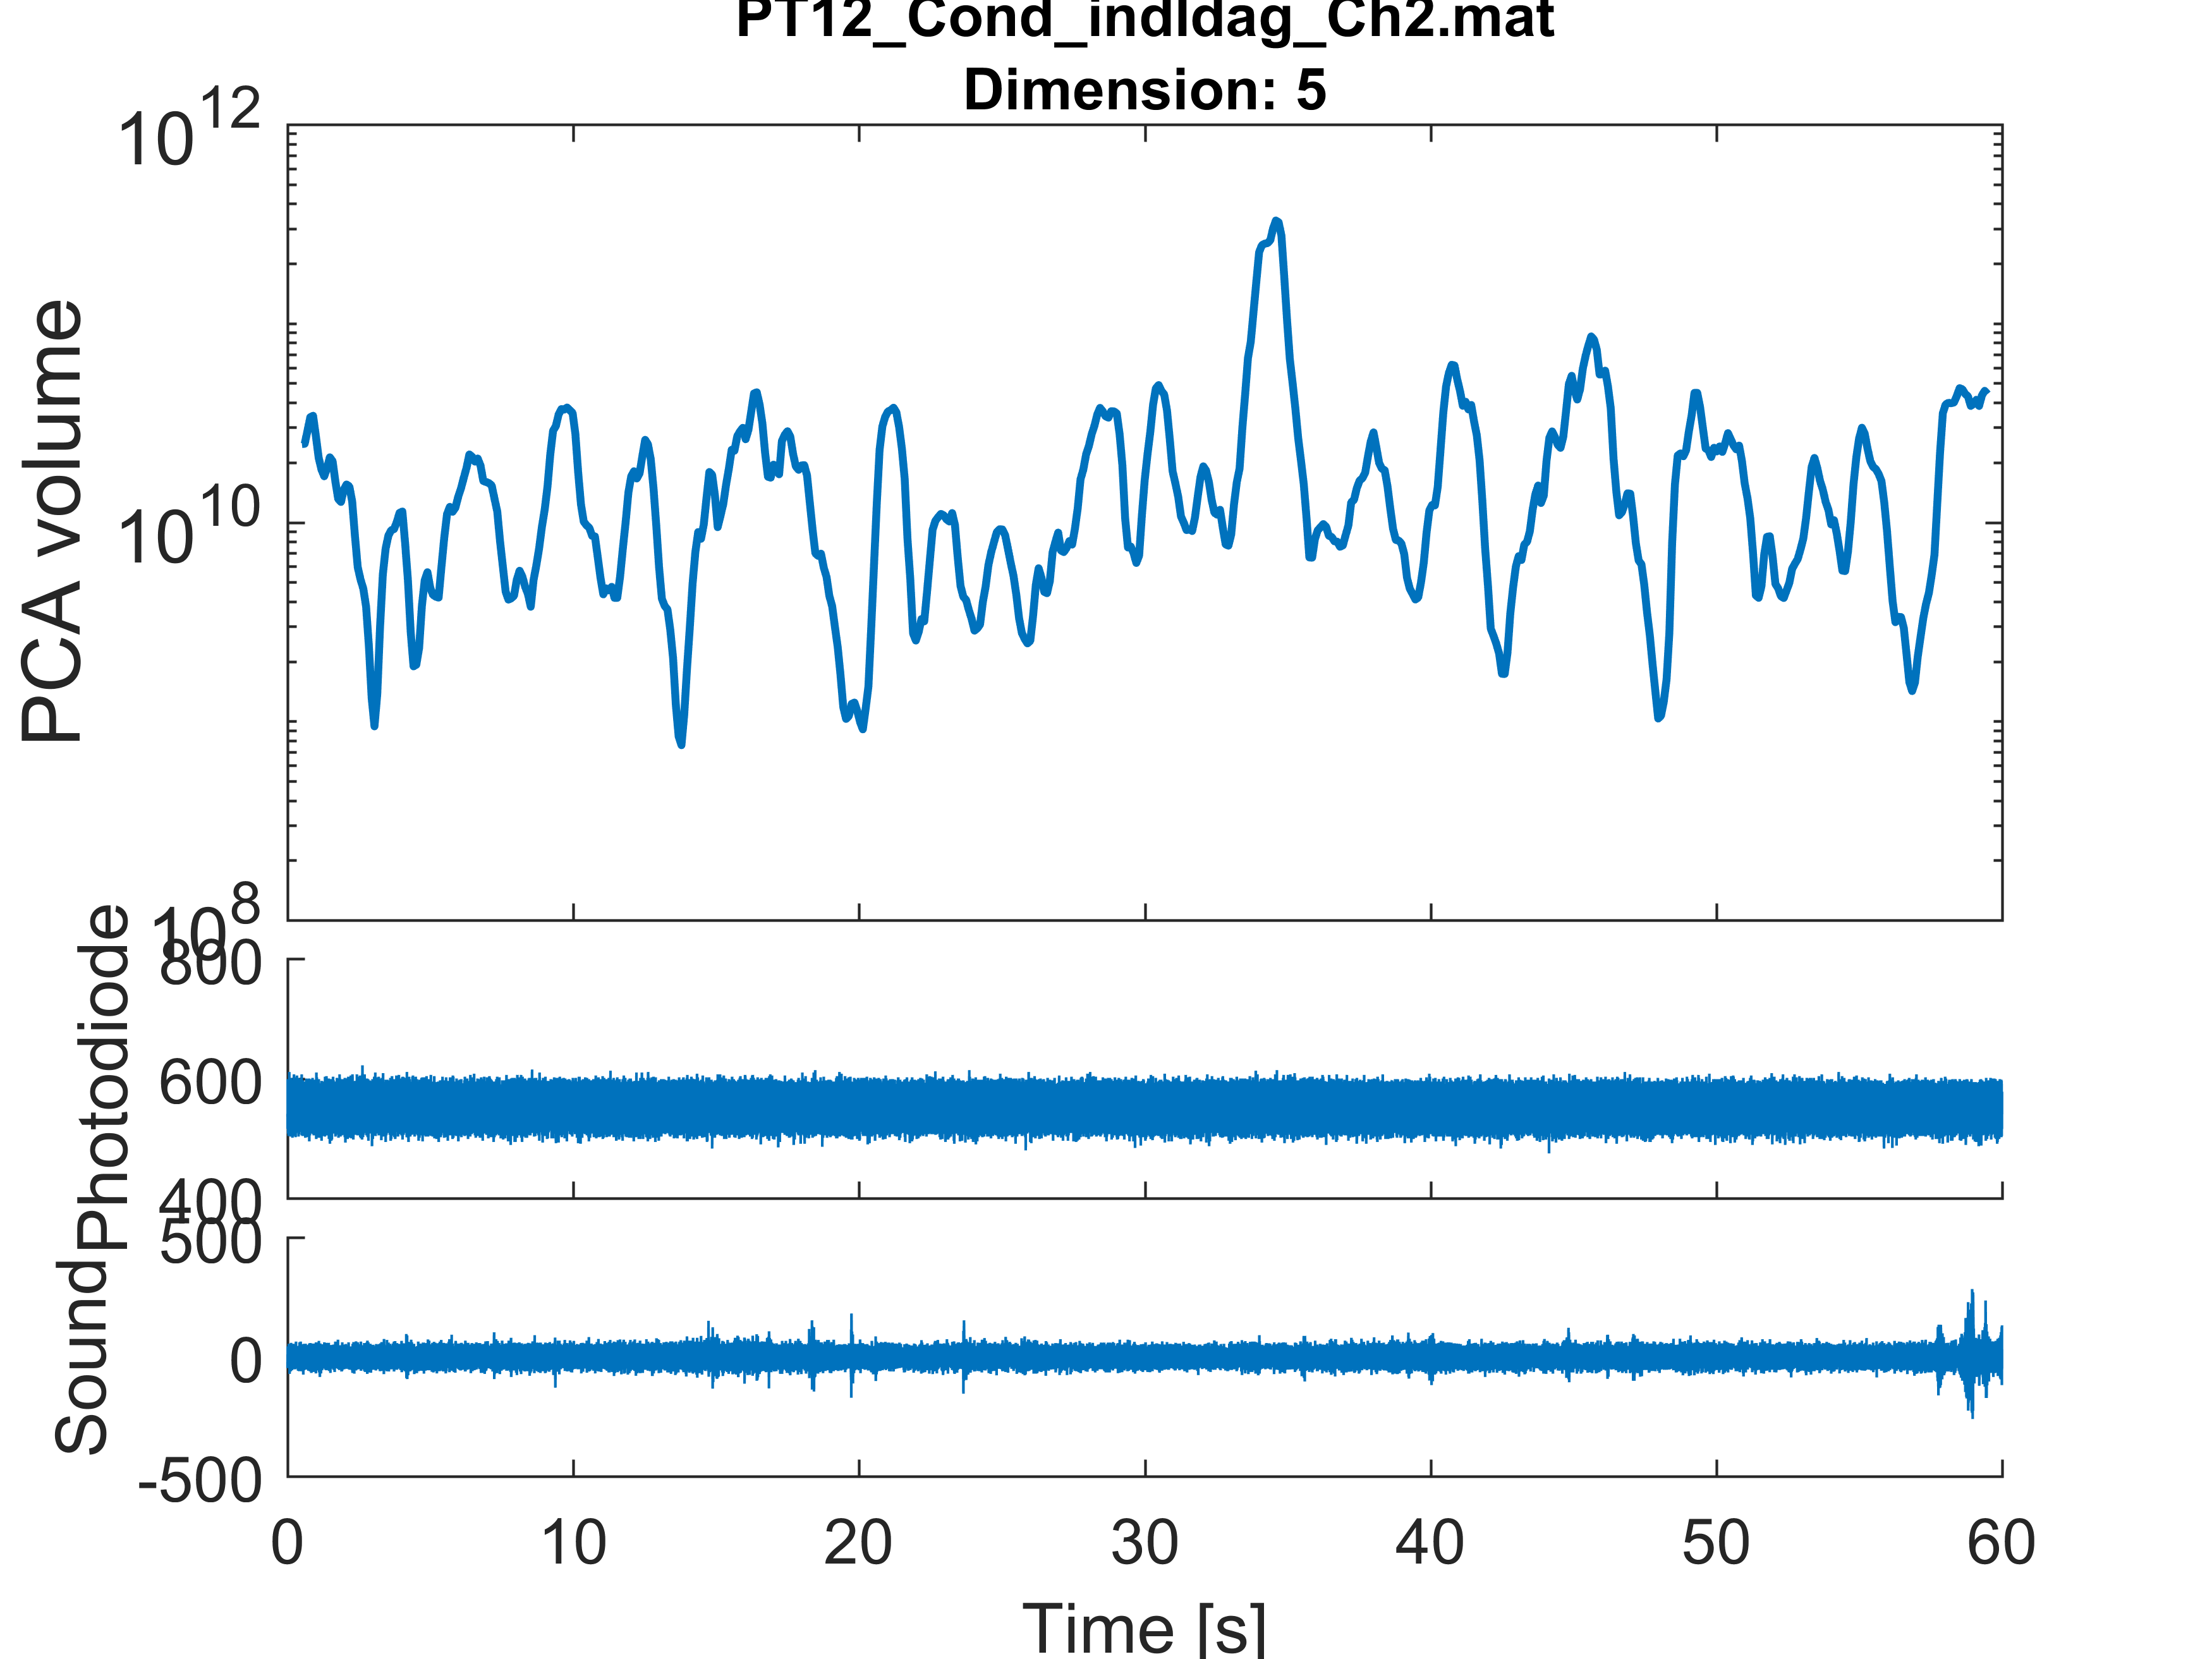 PT12_Cond_indIdag_Ch2.mat
Dimension: 5
10^12
10^10
10^8
PCA volume
800
600
400
Photodiode
500
0
-500
Sound
0 10 20 30 40 50 60
Time [s]